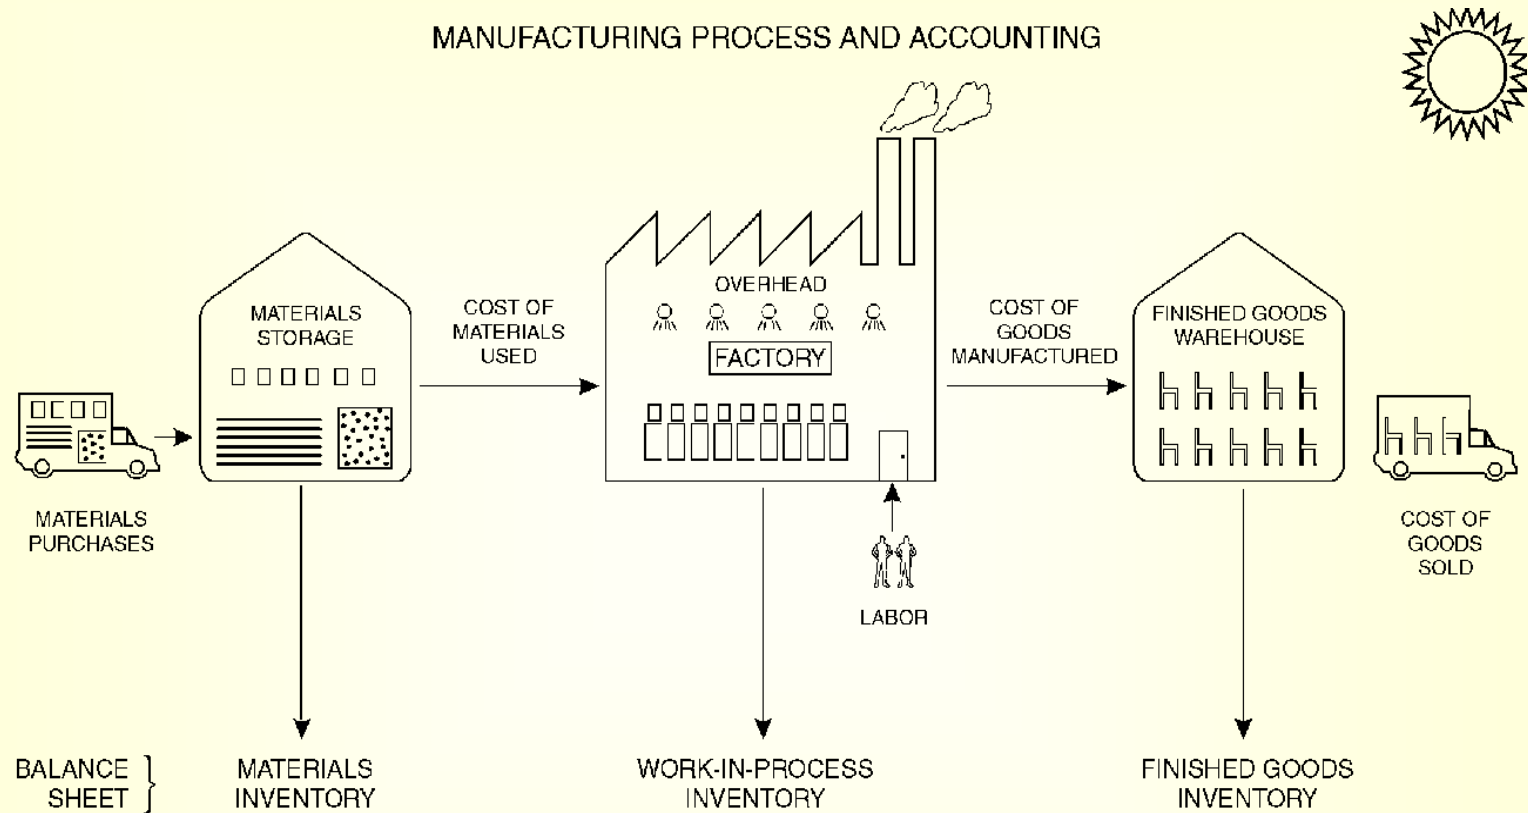 MANUFACTURING PROCESS AND ACCOUNTING
MATERIALS
STORAGE
COST OF
MATERIALS
USED
OVERHEAD
FACTORY
COST OF
GOODS
MANUFACTURED
FINISHED GOODS
WAREHOUSE
MATERIALS
PURCHASES
LABOR
COST OF
GOODS
SOLD
BALANCE
SHEET
MATERIALS
INVENTORY
WORK-IN-PROCESS
INVENTORY
FINISHED GOODS
INVENTORY